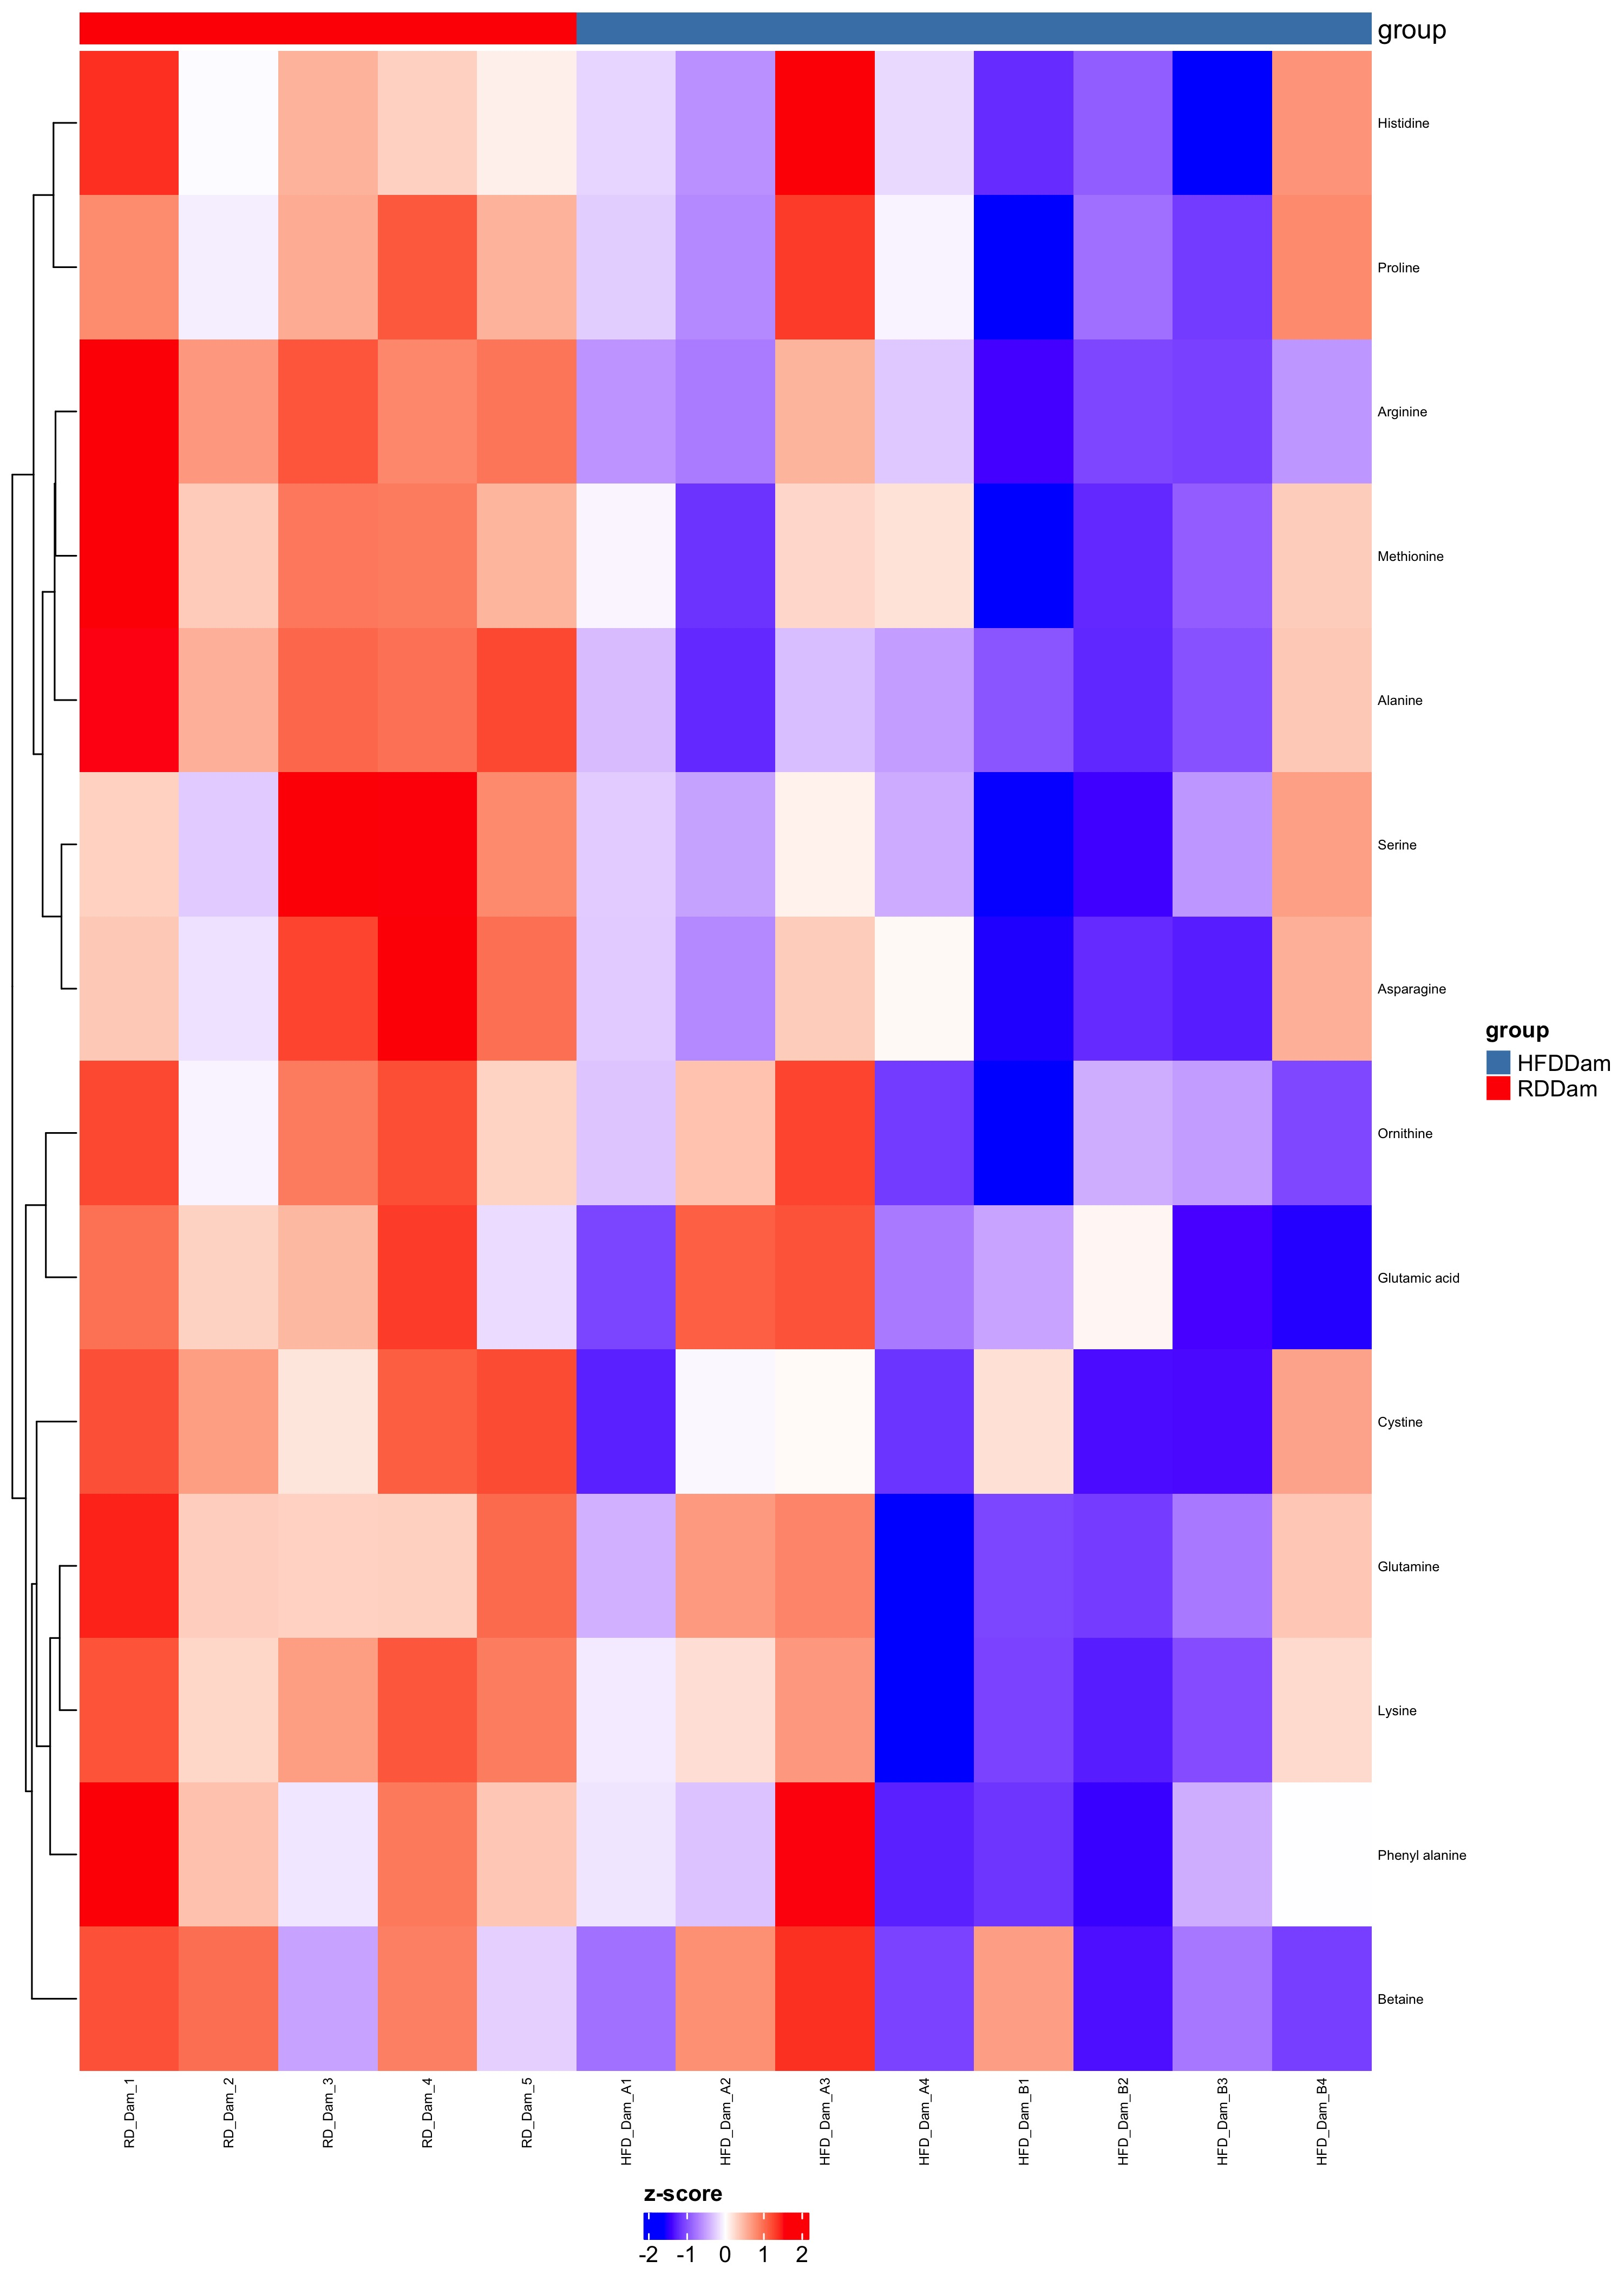 group
Histidine
Proline
Arginine
Methionine
Alanine
Serine
Asparagine
Ornithine
Glutamic acid
Cystine
Glutamine
Lysine
Phenyl alanine
Betaine
group
HFDDam
RDDam
RD_Dam_1
RD_Dam_2
RD_Dam_3
RD_Dam_4
RD_Dam_5
HFD_Dam_A1
HFD_Dam_A2
HFD_Dam_A3
HFD_Dam_A4
HFD_Dam_B1
HFD_Dam_B2
HFD_Dam_B3
HFD_Dam_B4
z-score
-2 -1 0 1 2